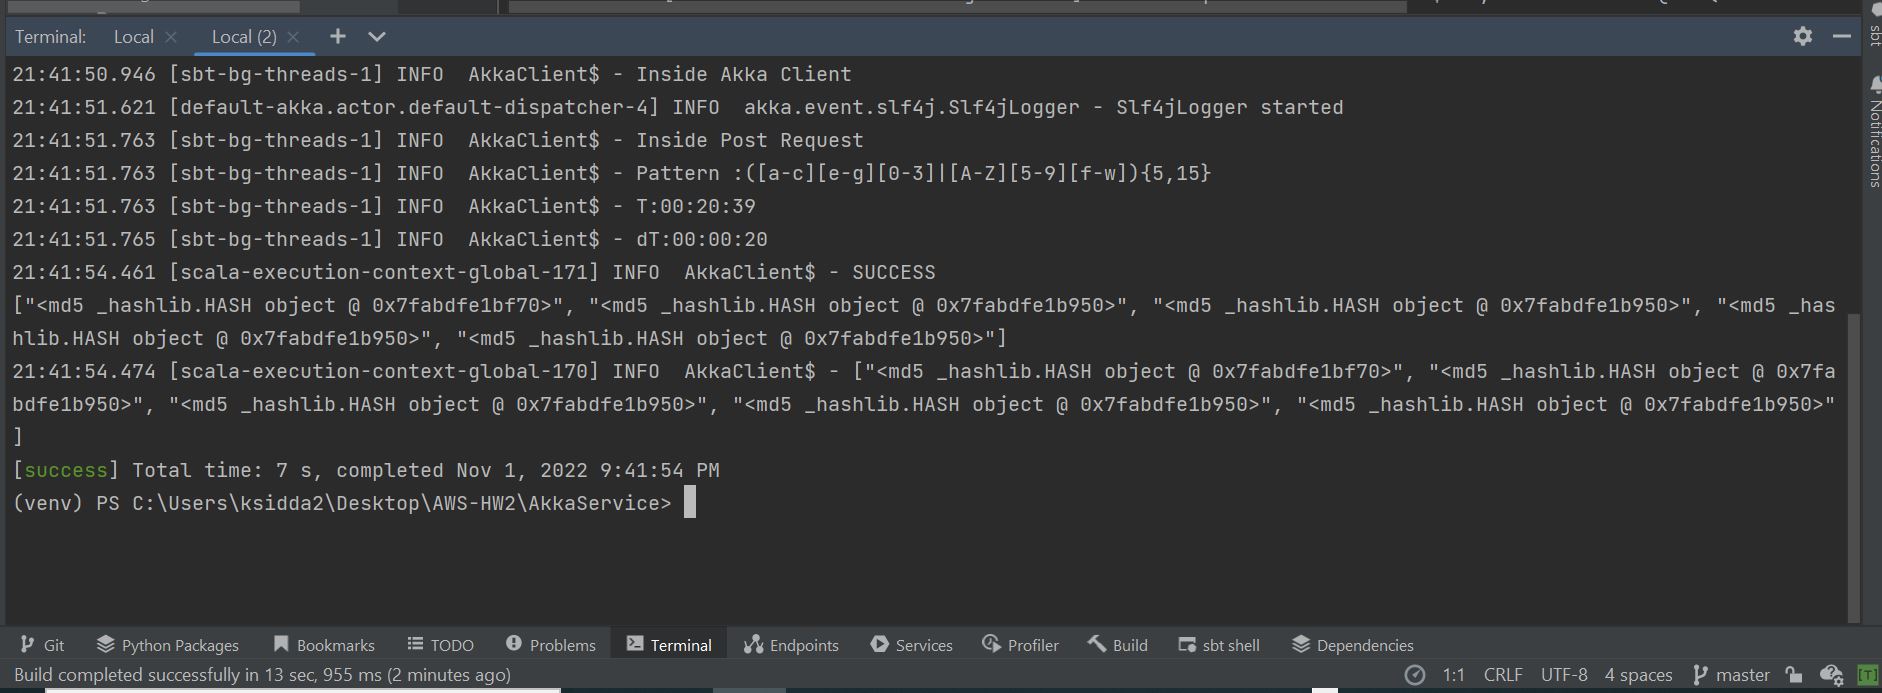 Terminal: Local Local (2)
21:41:50.946 [sbt-bg-threads-1] INFO  AkkaClient$ - Inside Akka Client
21:41:51.621 [default-akka.actor.default-dispatcher-4] INFO  akka.event.slf4j.Slf4jLogger - Slf4jLogger started
21:41:51.763 [sbt-bg-threads-1] INFO  AkkaClient$ - Inside Post Request
21:41:51.763 [sbt-bg-threads-1] INFO  AkkaClient$ - Pattern :([a-c][e-g][0-3]|[A-Z][5-9][f-w]){5,15}
21:41:51.763 [sbt-bg-threads-1] INFO  AkkaClient$ - T:00:20:39
21:41:51.765 [sbt-bg-threads-1] INFO  AkkaClient$ - dT:00:00:20
21:41:54.461 [scala-execution-context-global-171] INFO  AkkaClient$ - SUCCESS
["<md5 _hashlib.HASH object @ 0x7fabdfe1bf70>", "<md5 _hashlib.HASH object @ 0x7fabdfe1b950>", "<md5 _hashlib.HASH object @ 0x7fabdfe1b950>", "<md5 _has
hlib.HASH object @ 0x7fabdfe1b950>", "<md5 _hashlib.HASH object @ 0x7fabdfe1b950>"]
21:41:54.474 [scala-execution-context-global-170] INFO  AkkaClient$ - ["<md5 _hashlib.HASH object @ 0x7fabdfe1bf70>", "<md5 _hashlib.HASH object @ 0x7fa
bdfe1b950>", "<md5 _hashlib.HASH object @ 0x7fabdfe1b950>", "<md5 _hashlib.HASH object @ 0x7fabdfe1b950>", "<md5 _hashlib.HASH object @ 0x7fabdfe1b950>"
]
[success] Total time: 7 s, completed Nov 1, 2022 9:41:54 PM
(venv) PS C:\Users\ksidda2\Desktop\AWS-HW2\AkkaService>
sbt
Notifications
Git Python Packages Bookmarks TODO Problems Terminal Endpoints Services Profiler Build sbt shell Dependencies
Build completed successfully in 13 sec, 955 ms (2 minutes ago) 1:1 CRLF UTF-8 4 spaces master [T]